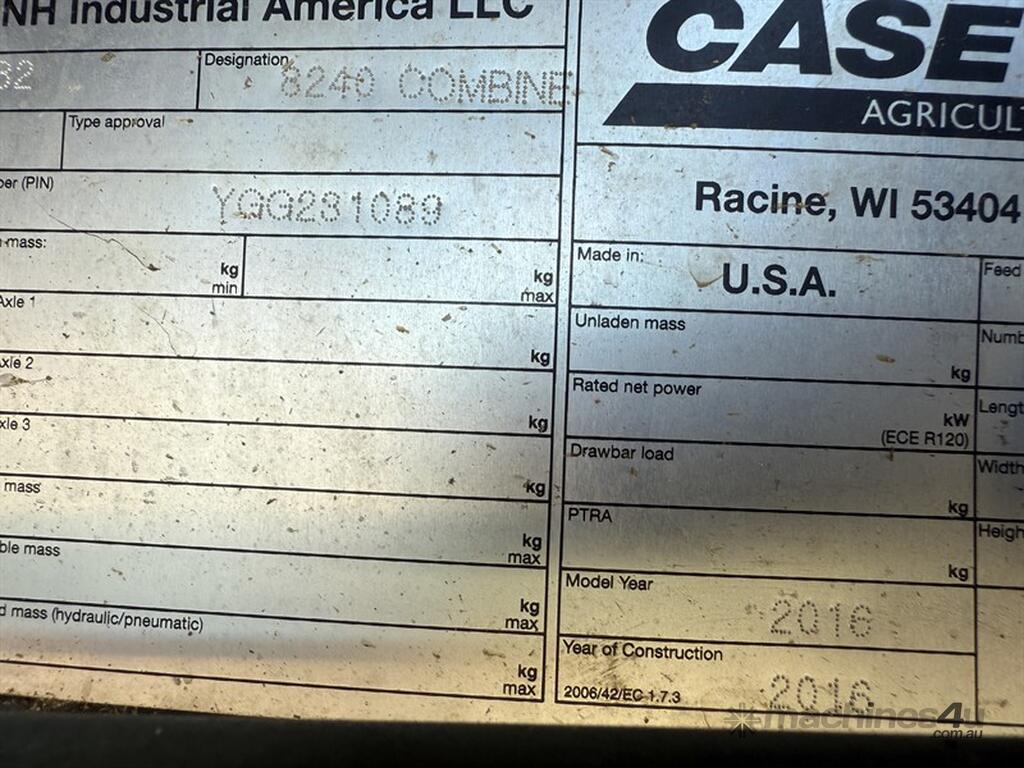 NH Industrial America LLC
32
Designation
8240 COMBINE
Type approval
ber (PIN)
YGG231089
mass:
kg
min
kg
max
Axle 1
kg
Axle 2
kg
xle 3
kg
mass
kg
max
ble mass
kg
max
d mass (hydraulic/pneumatic)
kg
max
CASE
AGRICULT
Racine, WI 53404
Made in:
U.S.A.
Feed
Unladen mass
kg
Numb
Rated net power
kW
(ECE R120)
Lengt
Drawbar load
kg
Width
PTRA
kg
Heigh
Model Year
2016
Year of Construction
2006/42/EC 1.7.3
2016
machines4u
.com.au